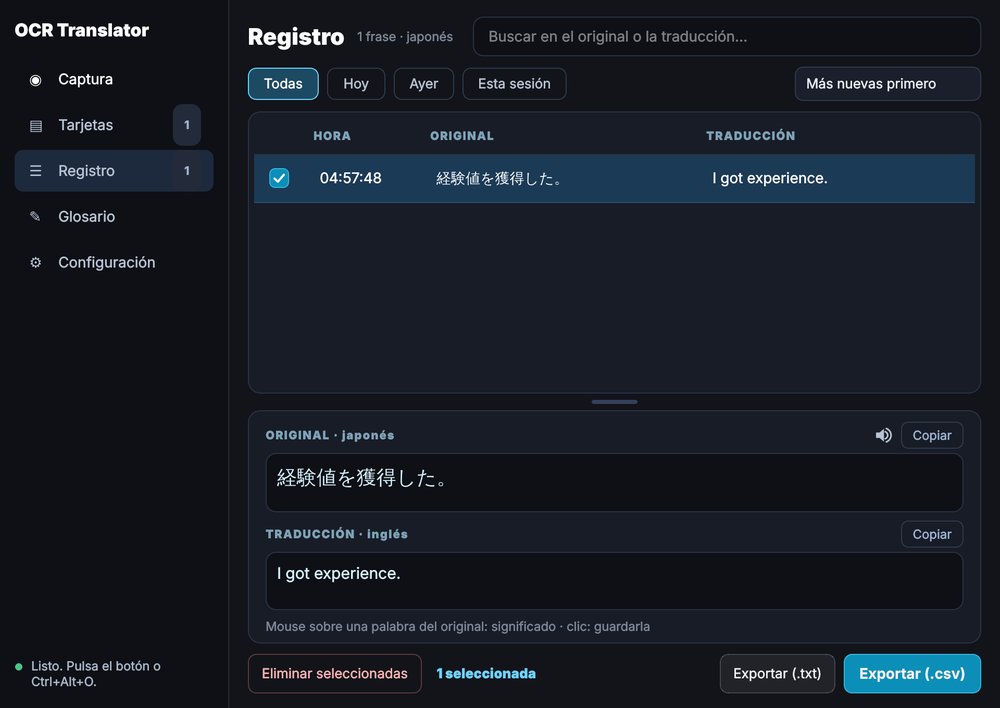 OCR Translator
Captura
Tarjetas 1
Registro 1
Glosario
Configuración
Listo. Pulsa el botón o
Ctrl+Alt+O.
Registro 1 frase · japonés
Buscar en el original o la traducción...
Todas Hoy Ayer Esta sesión
Más nuevas primero
HORA ORIGINAL TRADUCCIÓN
04:57:48 経験値を獲得した。 I got experience.
ORIGINAL · japonés
Copiar
経験値を獲得した。
TRADUCCIÓN · inglés
Copiar
I got experience.
Mouse sobre una palabra del original: significado · clic: guardarla
Eliminar seleccionadas 1 seleccionada Exportar (.txt) Exportar (.csv)